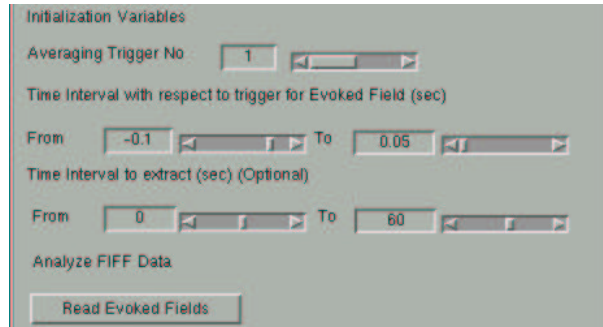 Initialization Variables
Averaging Trigger No 1
Time Interval with respect to trigger for Evoked Field (sec)
From -0.1 To 0.05
Time Interval to extract (sec) (Optional)
From 0 To 60
Analyze FIFF Data
Read Evoked Fields